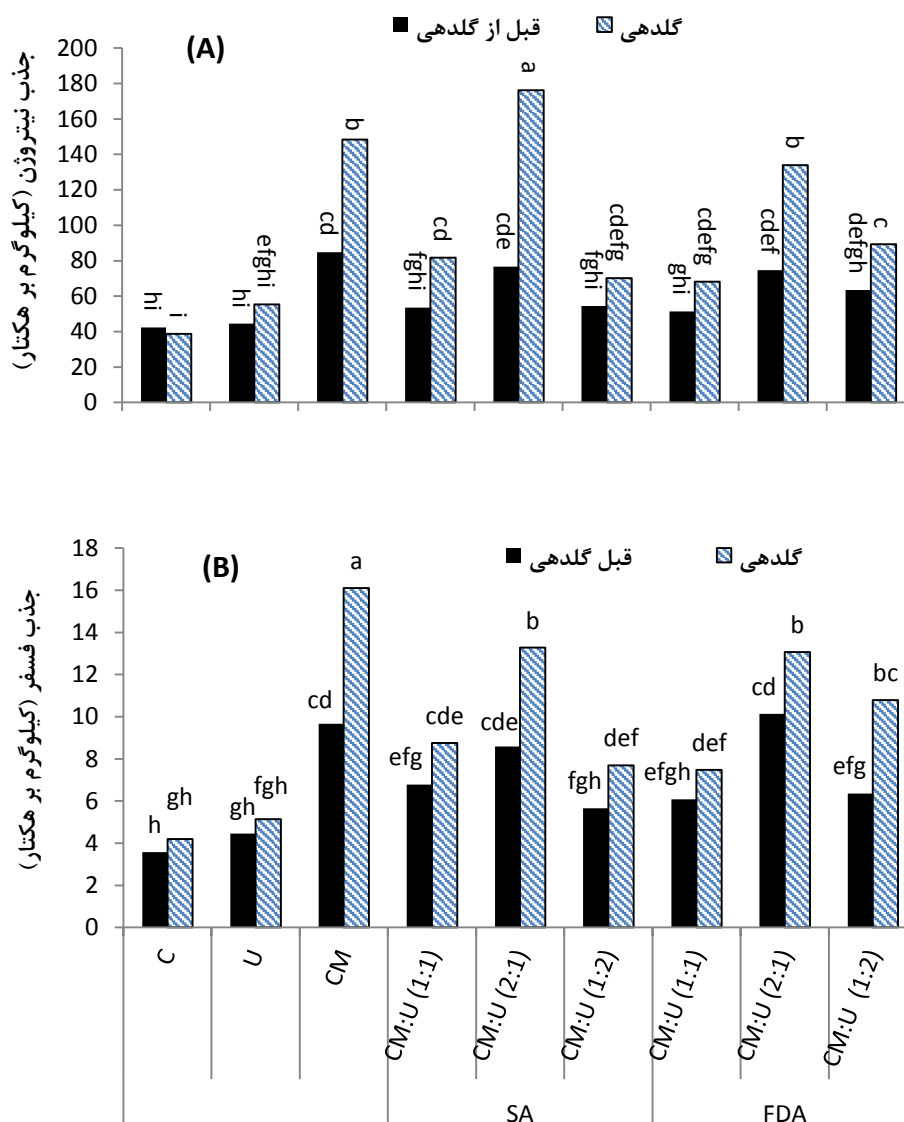 (A)
قبل از گلدهی
گلدهی
جذب نیتروژن (کیلوگرم بر هکتار)
200
180
160
140
120
100
80
60
40
20
0
hi
i
hi
efghi
cd
b
fghi
cd
cde
a
fghi
cdefg
ghi
cdefg
cdef
b
defgh
c
(B)
قبل گلدهی
گلدهی
جذب فسفر (کیلوگرم بر هکتار)
18
16
14
12
10
8
6
4
2
0
h
gh
gh
fgh
cd
a
efg
cde
cde
b
fgh
def
efgh
def
cd
b
efg
bc
C
U
CM
CM:U (1:1)
CM:U (2:1)
CM:U (1:2)
CM:U (1:1)
CM:U (2:1)
CM:U (1:2)
SA
FDA